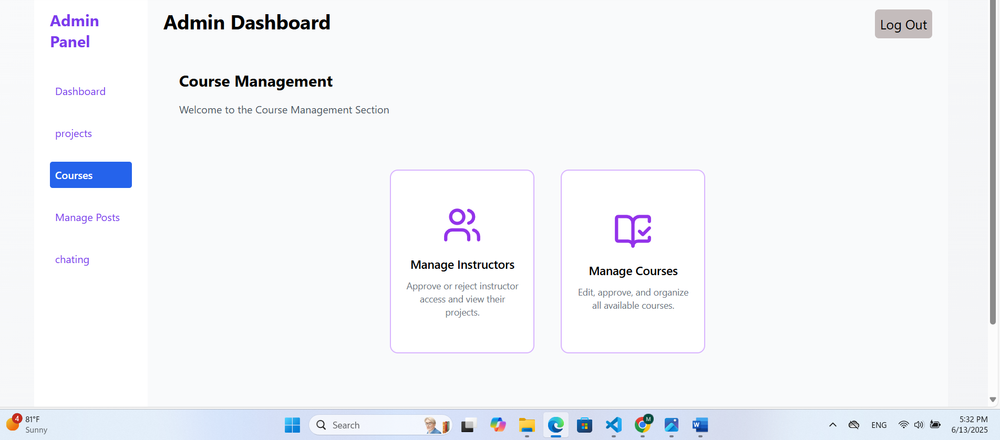 Admin
Panel
Dashboard
projects
Courses
Manage Posts
chating
Admin Dashboard
Log Out
Course Management
Welcome to the Course Management Section
Manage Instructors
Approve or reject instructor
access and view their
projects.
Manage Courses
Edit, approve, and organize
all available courses.
4
81°F
Sunny
Search
M
W
ENG
5:32 PM
6/13/2025